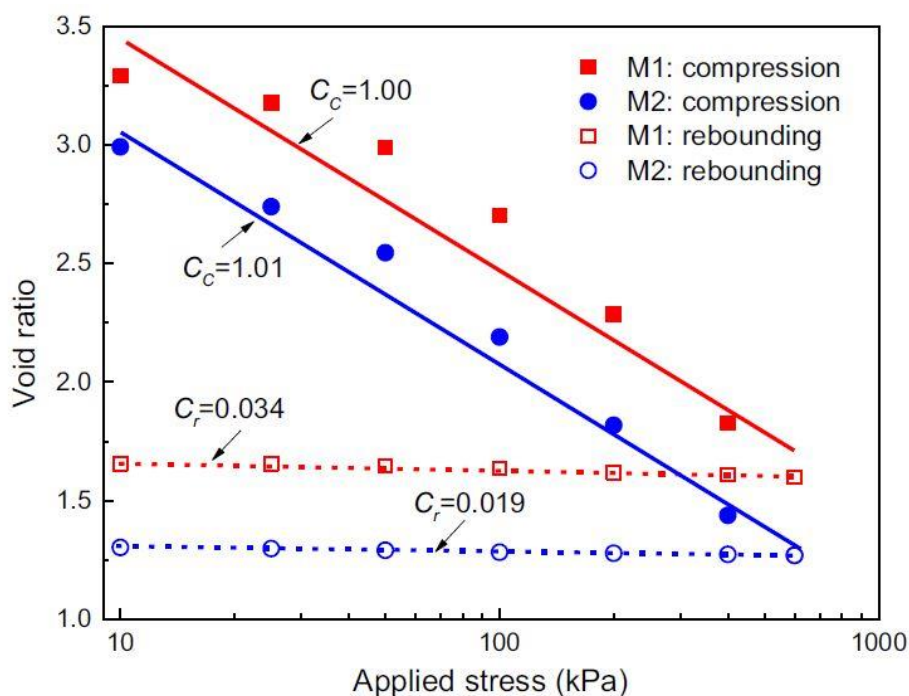 3.5
3.0
2.5
2.0
1.5
1.0
Void ratio
10
100
1000
Applied stress (kPa)
M1: compression
M2: compression
M1: rebounding
M2: rebounding
C_C=1.00
C_C=1.01
C_r=0.034
C_r=0.019